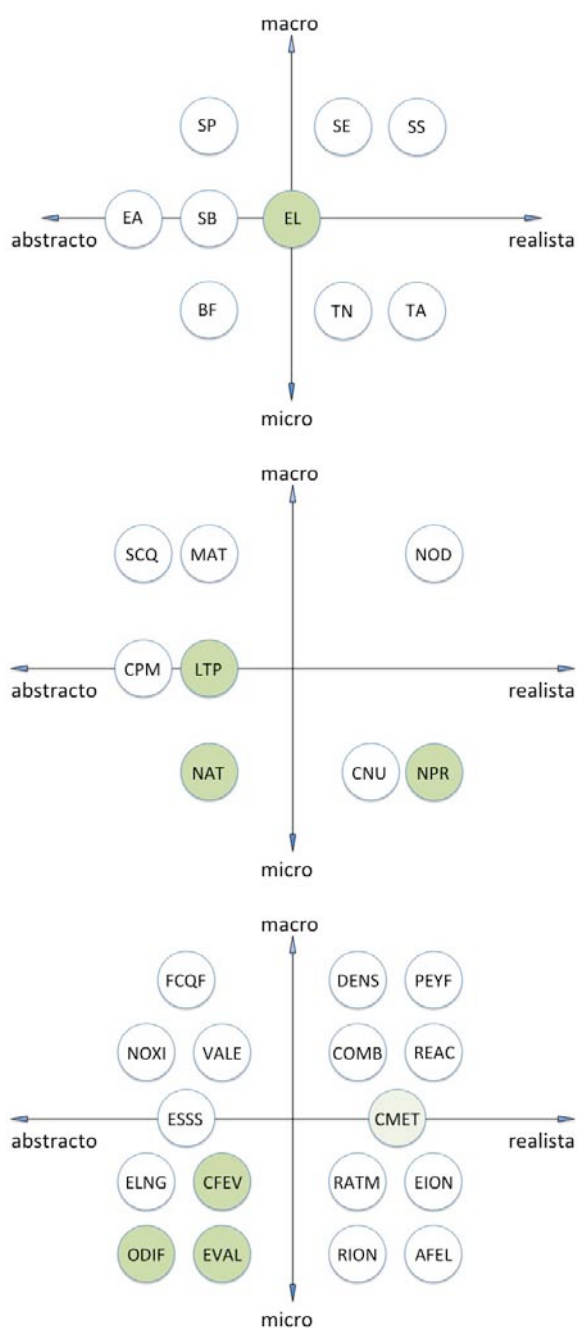 macro
SP SE SS
EA SB EL
abstracto realista
BF TN TA
micro
macro
SCQ MAT NOD
CPM LTP
abstracto realista
NAT CNU NPR
micro
macro
FCQF DENS PEYF
NOXI VALE COMB REAC
ESSS CMET
abstracto realista
ELNG CFEV RATM EION
ODIF EVAL RION AFEL
micro